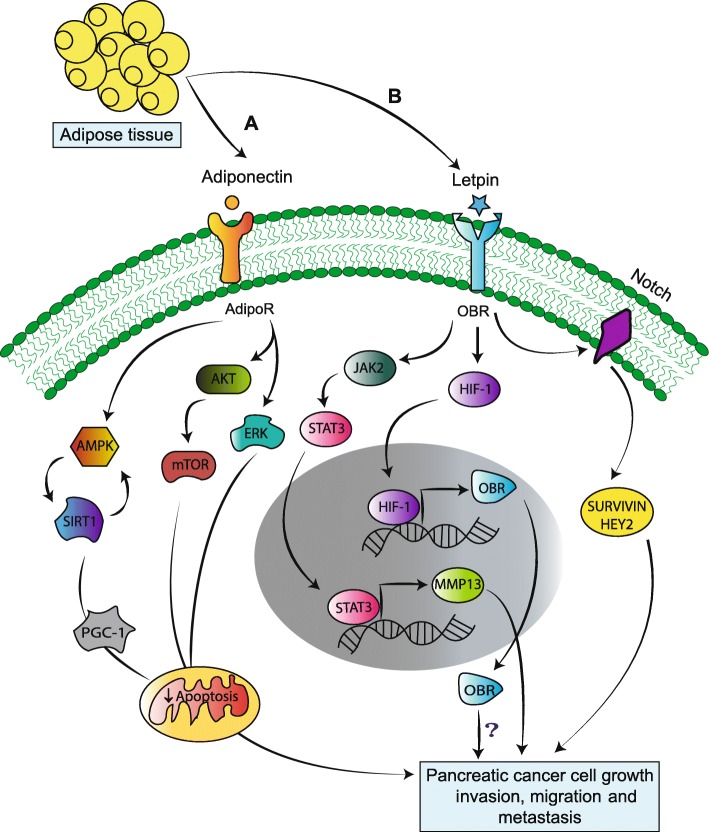 Adipose tissue
A
B
Adiponectin
Letpin
Notch
AdipoR
OBR
AKT
JAK2
HIF-1
AMPK
mTOR
ERK
STAT3
SIRT1
HIF-1
OBR
SURVIVIN
HEY2
PGC-1
STAT3
MMP13
↓ Apoptosis
OBR
?
Pancreatic cancer cell growth
invasion, migration and
metastasis